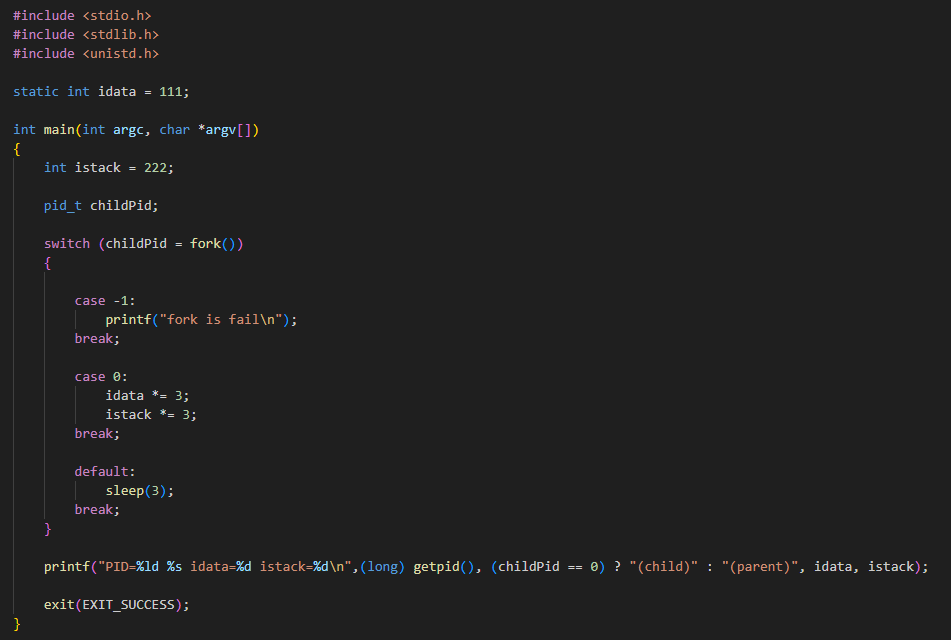 #include <stdio.h>
#include <stdlib.h>
#include <unistd.h>

static int idata = 111;

int main(int argc, char *argv[])
{
    int istack = 222;

    pid_t childPid;

    switch (childPid = fork())
    {

        case -1:
            printf("fork is fail\n");
        break;

        case 0:
            idata *= 3;
            istack *= 3;
        break;

        default:
            sleep(3);
        break;
    }

    printf("PID=%ld %s idata=%d istack=%d\n",(long) getpid(), (childPid == 0) ? "(child)" : "(parent)", idata, istack);

    exit(EXIT_SUCCESS);
}